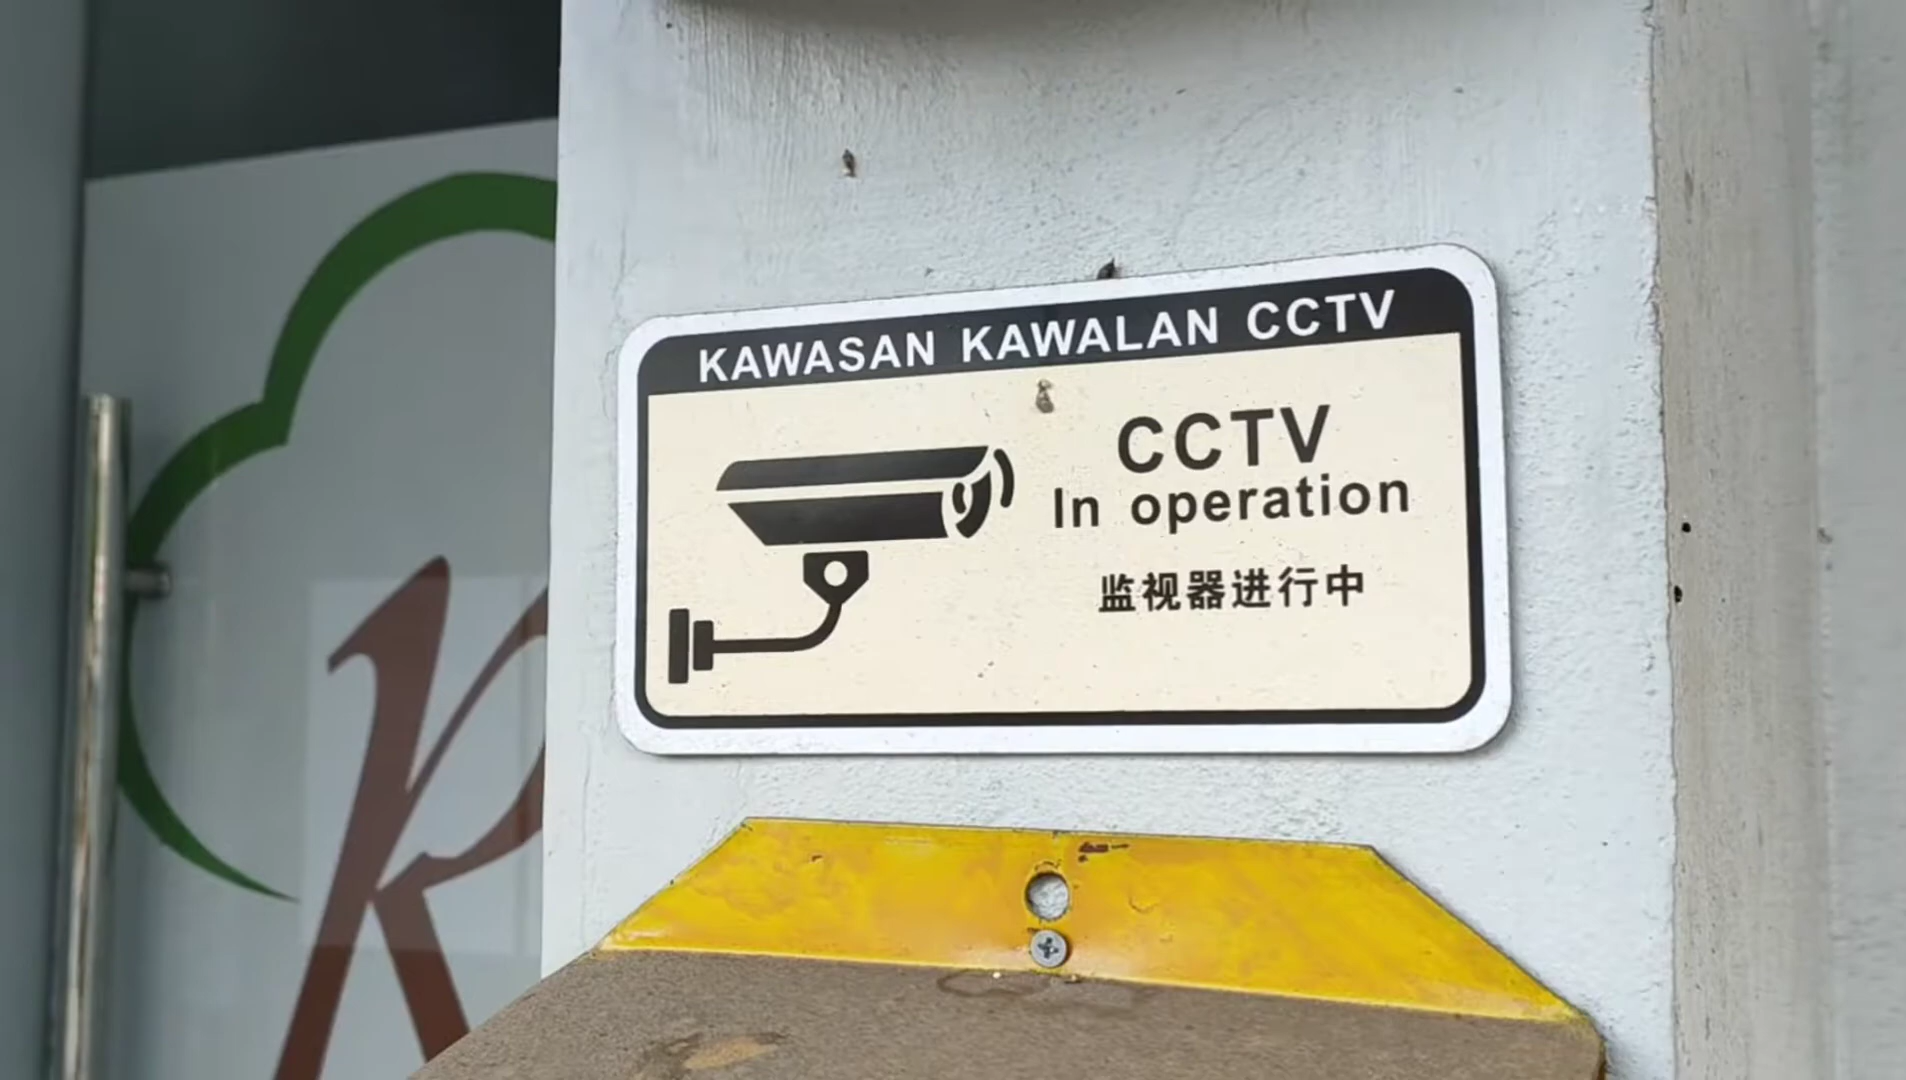 KAWASAN KAWALAN CCTV
CCTV
In operation
监视器进行中
K